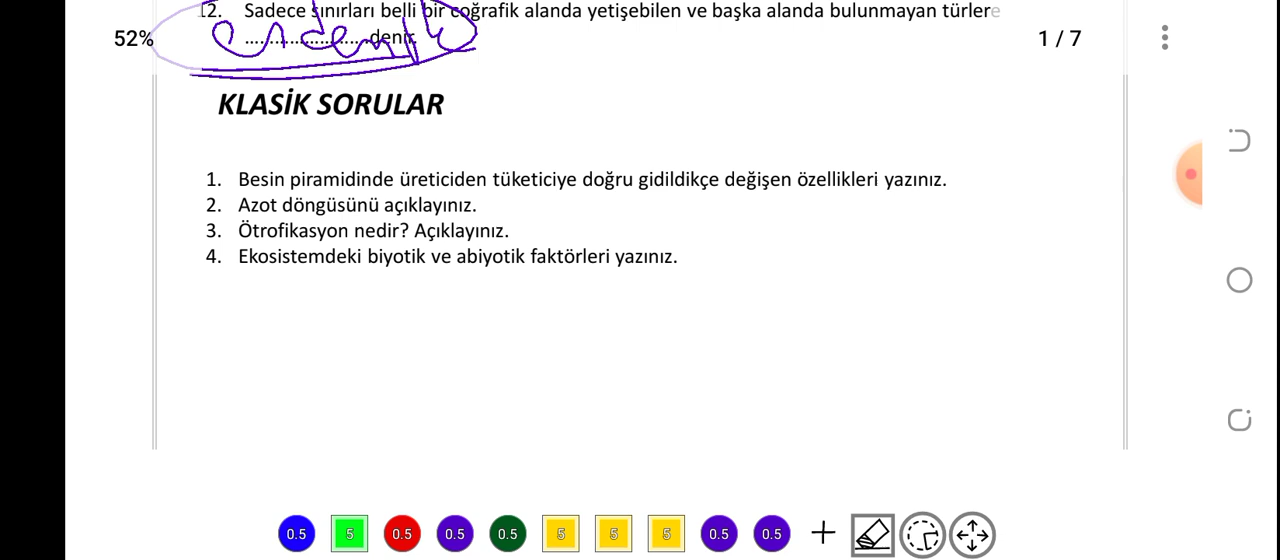 12. Sadece sınırları belli bir coğrafik alanda yetişebilen ve başka alanda bulunmayan türlere
52% ........................denir. endemik 1 / 7
KLASİK SORULAR
1. Besin piramidinde üreticiden tüketiciye doğru gidildikçe değişen özellikleri yazınız.
2. Azot döngüsünü açıklayınız.
3. Ötrofikasyon nedir? Açıklayınız.
4. Ekosistemdeki biyotik ve abiyotik faktörleri yazınız.
0.5 5 0.5 0.5 0.5 5 5 5 0.5 0.5